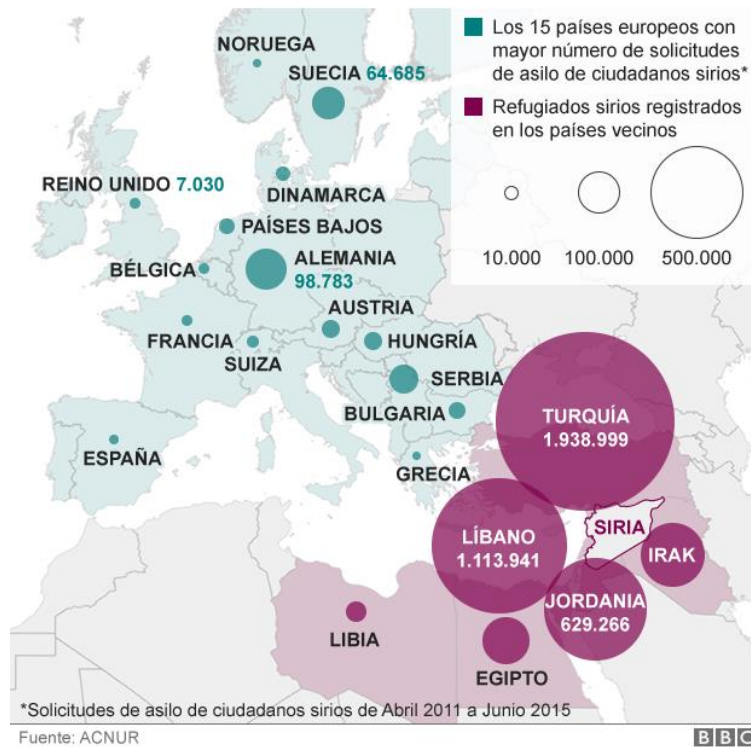 Los 15 países europeos con
mayor número de solicitudes
de asilo de ciudadanos sirios*
Refugiados sirios registrados
en los países vecinos
10.000 100.000 500.000
NORUEGA
SUECIA 64.685
REINO UNIDO 7.030
DINAMARCA
PAÍSES BAJOS
BÉLGICA
ALEMANIA
98.783
AUSTRIA
FRANCIA
SUIZA
HUNGRÍA
SERBIA
BULGARIA
ESPAÑA
GRECIA
TURQUÍA
1.938.999
LÍBANO
1.113.941
SIRIA
IRAK
JORDANIA
629.266
LIBIA
EGIPTO
*Solicitudes de asilo de ciudadanos sirios de Abril 2011 a Junio 2015
Fuente: ACNUR
BBC